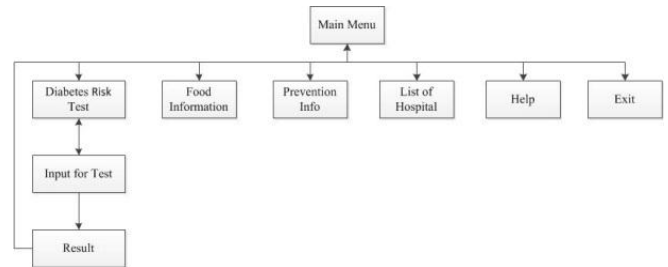 Main Menu
Diabetes Risk
Test
Food
Information
Prevention
Info
List of
Hospital
Help
Exit
Input for Test
Result